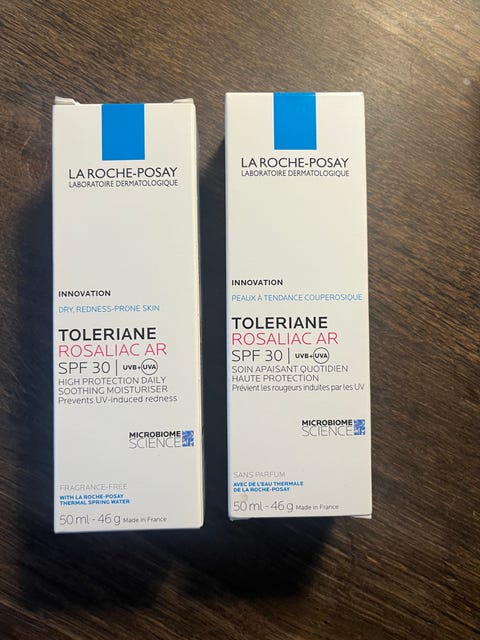 LA ROCHE-POSAY
LABORATOIRE DERMATOLOGIQUE
INNOVATION
DRY, REDNESS-PRONE SKIN
TOLERIANE
ROSALIAC AR
SPF 30 | UVB+UVA
HIGH PROTECTION DAILY
SOOTHING MOISTURISER
Prevents UV-induced redness
MICROBIOME
SCIENCE
FRAGRANCE-FREE
WITH LA ROCHE-POSAY
THERMAL SPRING WATER
50 ml - 46 g Made in France
LA ROCHE-POSAY
LABORATOIRE DERMATOLOGIQUE
INNOVATION
PEAUX À TENDANCE COUPEROSIQUE
TOLERIANE
ROSALIAC AR
SPF 30 | UVB+UVA
SOIN APAISANT QUOTIDIEN
HAUTE PROTECTION
Prévient les rougeurs induites par les UV
MICROBIOME
SCIENCE
SANS PARFUM
AVEC DE L'EAU THERMALE
DE LA ROCHE-POSAY
50 ml - 46 g Made in France